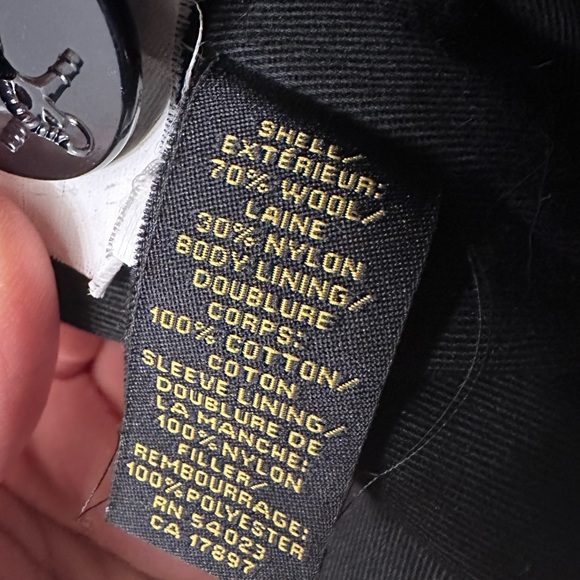 SHELL/
EXTÉRIEUR:
70% WOOL/
LAINE
30% NYLON
BODY LINING/
DOUBLURE
CORPS:
100% COTTON/
COTON
SLEEVE LINING/
DOUBLURE DE
LA MANCHE:
100% NYLON
FILLER/
REMBOURRAGE:
100% POLYESTER
RN 54023
CA 17897